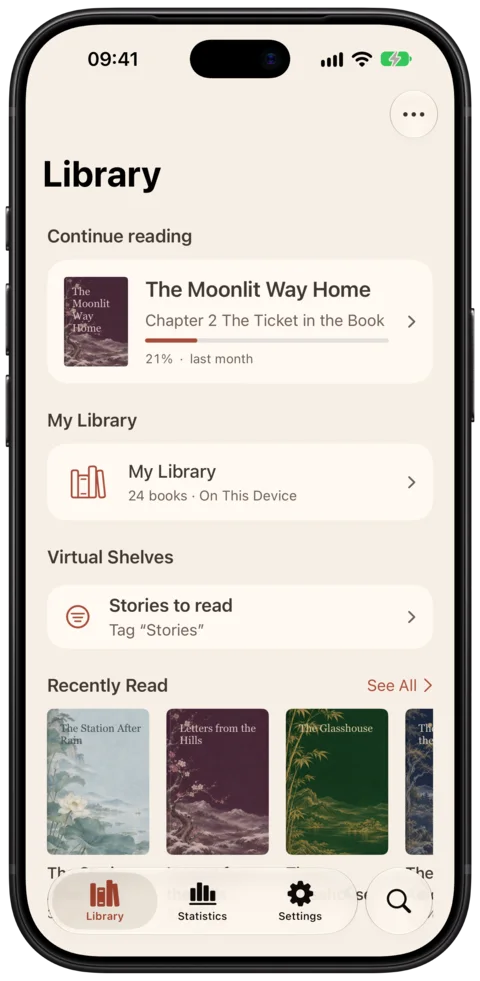 09:41
Library
Continue reading
The
Moonlit
Way
Home
The Moonlit Way Home
Chapter 2 The Ticket in the Book
21% · last month
My Library
My Library
24 books · On This Device
Virtual Shelves
Stories to read
Tag “Stories”
Recently Read
See All
The Station After
Rain
Letters from the
Hills
The Glasshouse
The
Library
Statistics
Settings